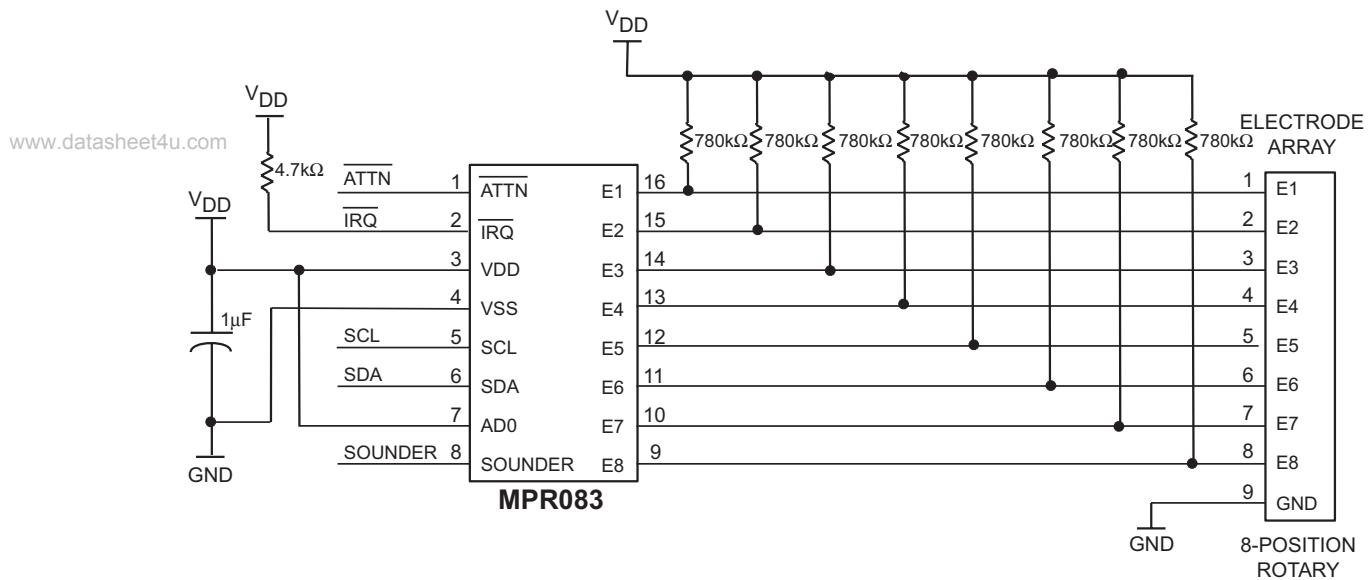 VDD
VDD
www.datasheet4u.com
4.7kΩ
780kΩ 780kΩ 780kΩ 780kΩ 780kΩ 780kΩ 780kΩ 780kΩ
ELECTRODE
ARRAY
VDD
ATTN 1 ATTN E1 16 1 E1
IRQ 2 IRQ E2 15 2 E2
3 VDD E3 14 3 E3
1µF
4 VSS E4 13 4 E4
SCL 5 SCL E5 12 5 E5
SDA 6 SDA E6 11 6 E6
7 AD0 E7 10 7 E7
SOUNDER 8 SOUNDER E8 9 8 E8
GND
MPR083
9 GND
GND
8-POSITION
ROTARY